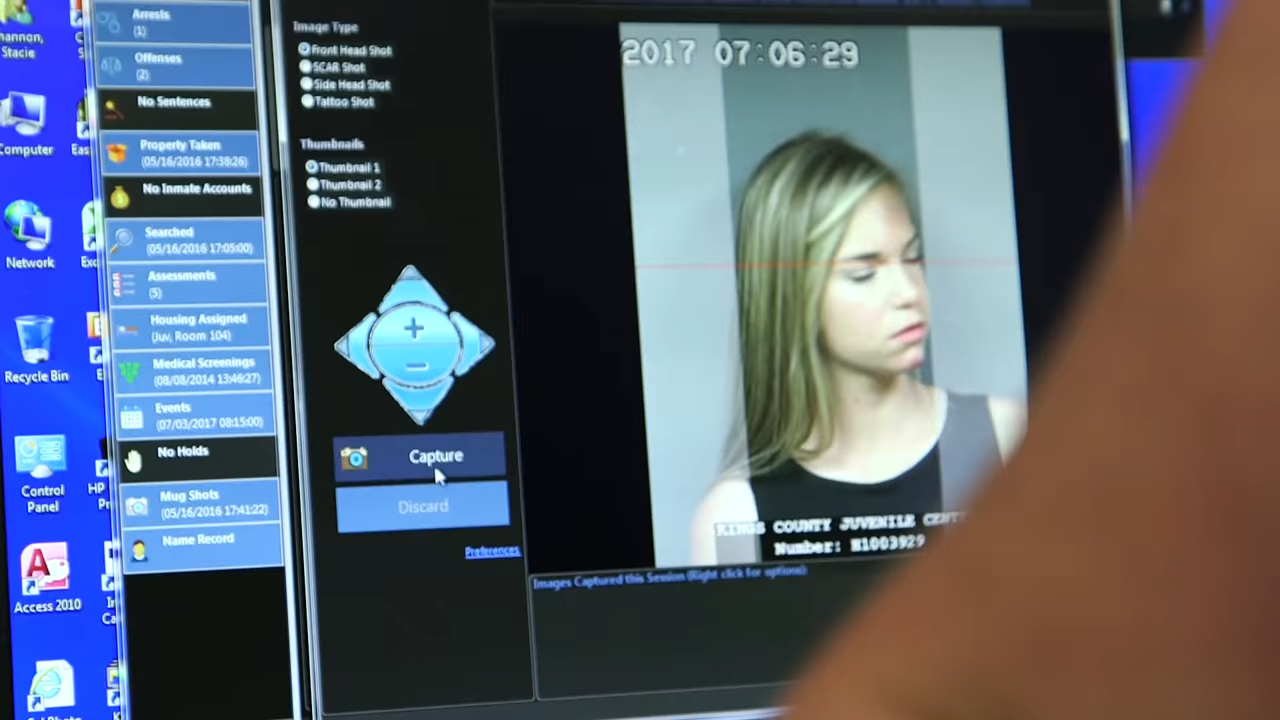 Stacie
Computer
Network
Recycle Bin
Control
Panel
HP
Access 2010
Arrests
(1)
Offenses
(2)
No Sentences
Property Taken
(05/16/2016 17:38:26)
No Inmate Accounts
Searched
(05/16/2016 17:05:00)
Assessments
(5)
Housing Assigned
(Juv, Room 104)
Medical Screenings
(08/08/2014 13:46:27)
Events
(07/03/2017 08:15:00)
No Holds
Mug Shots
(05/16/2016 17:41:22)
Name Record
Image Type
Front Head Shot
SCAR Shot
Side Head Shot
Tattoo Shot
Thumbnails
Thumbnail 1
Thumbnail 2
No Thumbnail
+
−
Capture
Discard
Preferences
2017 07:06:29
KINGS COUNTY JUVENILE
Number:
Images Captured this Session (Right click for options)